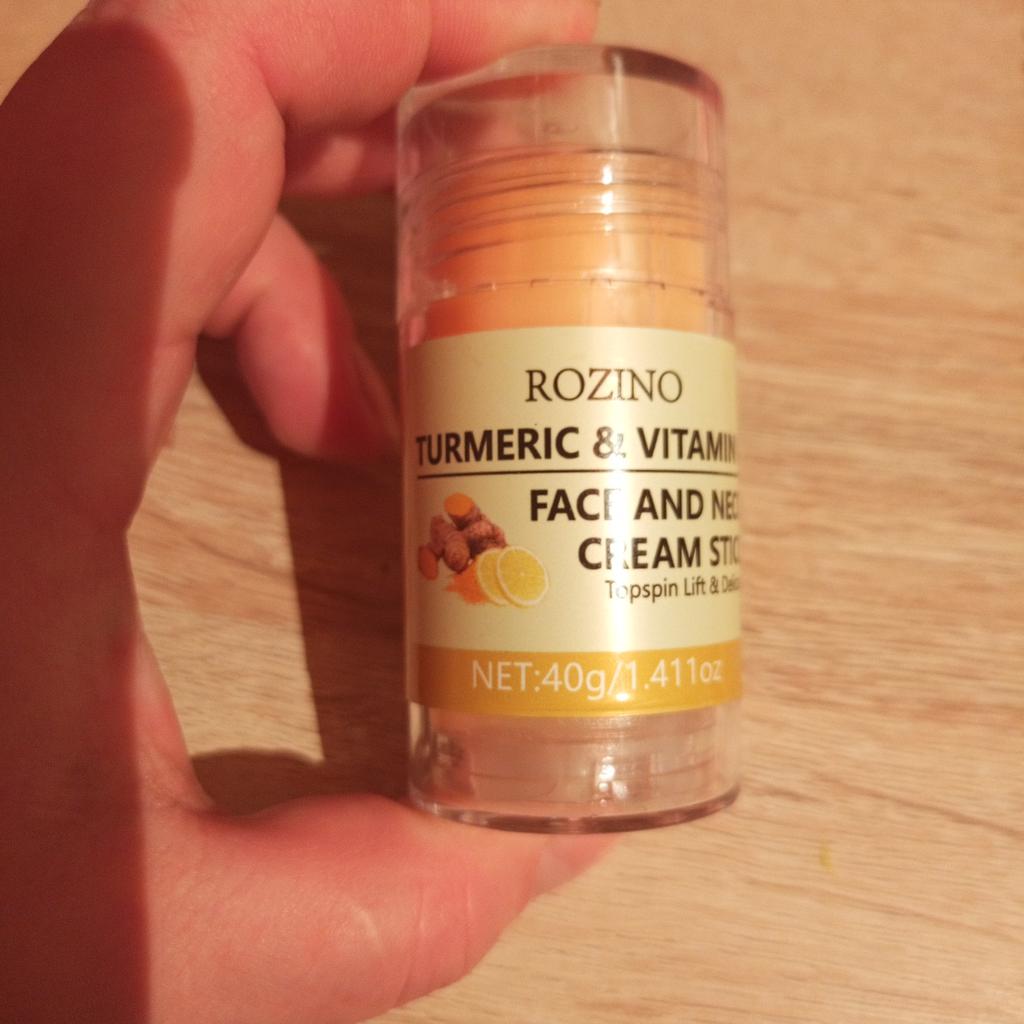 ROZINO
TURMERIC & VITAMIN
FACE AND
CREAM
Topspin Lift &
NET:40g/1.411oz